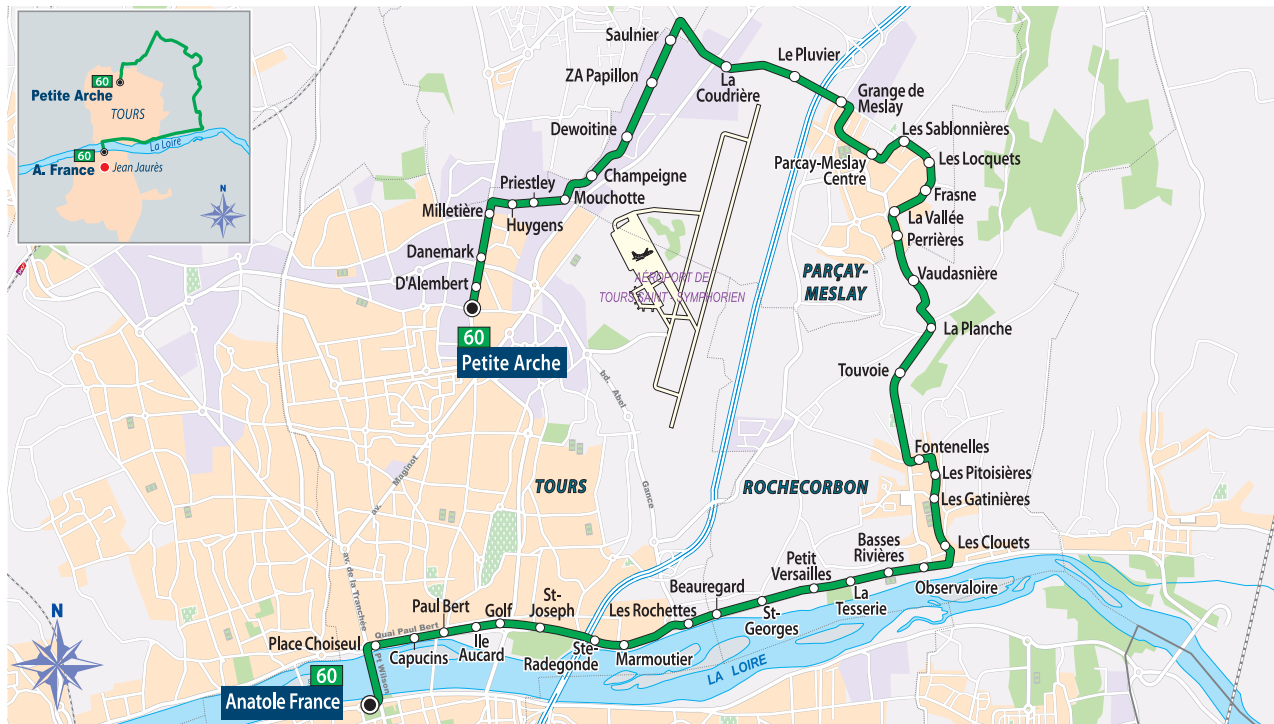 60
Petite Arche
TOURS
La Loire
60
A. France
Jean Jaurès
N
Saulnier
ZA Papillon
La
Coudrière
Le Pluvier
Grange de
Meslay
Dewoitine
Les Sablonnières
Parcay-Meslay
Centre
Les Locquets
Champeigne
Priestley
Mouchotte
Frasne
Milletière
Huygens
La Vallée
Perrières
Danemark
D'Alembert
AÉROPORT DE
TOURS SAINT - SYMPHORIEN
PARÇAY-
MESLAY
Vaudasnière
La Planche
60
Petite Arche
Touvoie
bd. Abel
Gance
av. Maginot
Fontenelles
Les Pitoisières
Les Gatinières
TOURS
ROCHECORBON
Les Clouets
Basses
Rivières
Petit
Versailles
Observaloire
La
Tesserie
Beauregard
St-
Georges
Les Rochettes
Marmoutier
Ste-
Radegonde
St-
Joseph
Golf
Ile
Aucard
Paul Bert
Capucins
Quai Paul Bert
av. de la Tranchée
Place Choiseul
Pt Wilson
LA LOIRE
N
60
Anatole France